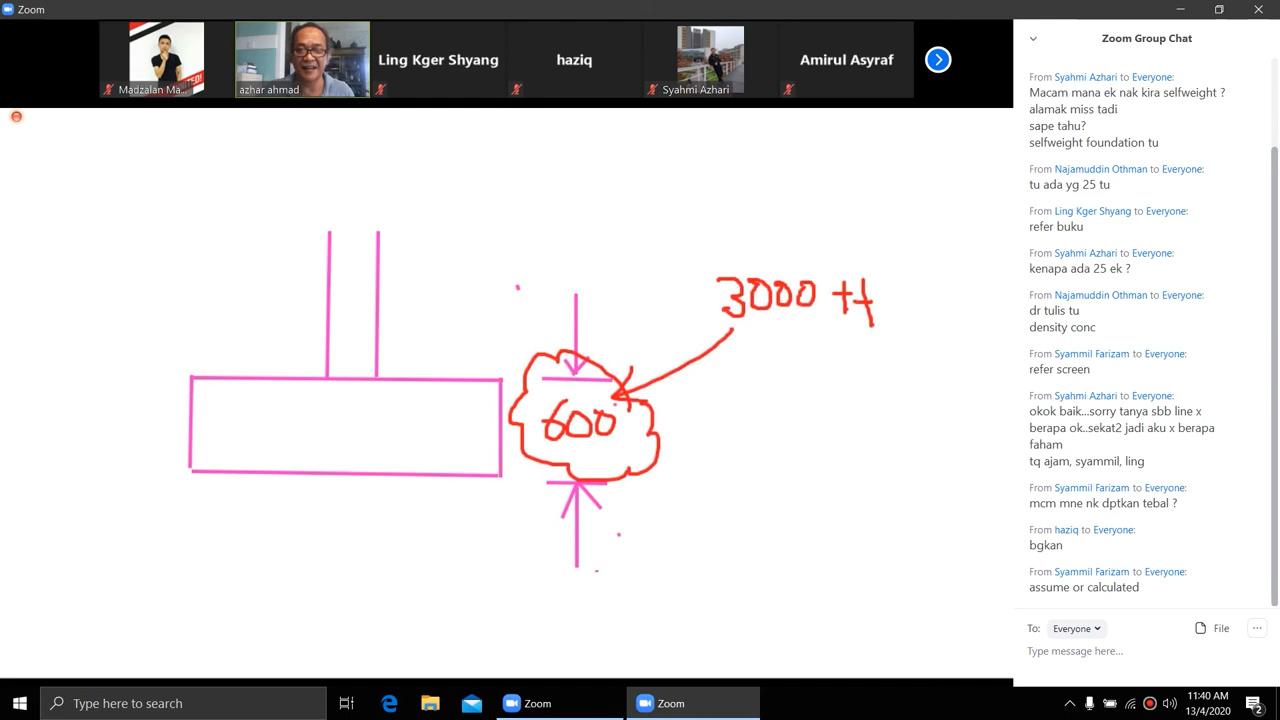 Zoom
Madzalan Ma...
azhar ahmad
Ling Kger Shyang
haziq
Syahmi Azhari
Amirul Asyraf
3000 ++
600
Zoom Group Chat
From Syahmi Azhari to Everyone:
Macam mana ek nak kira selfweight ?
alamak miss tadi
sape tahu?
selfweight foundation tu
From Najamuddin Othman to Everyone:
tu ada yg 25 tu
From Ling Kger Shyang to Everyone:
refer buku
From Syahmi Azhari to Everyone:
kenapa ada 25 ek ?
From Najamuddin Othman to Everyone:
dr tulis tu
density conc
From Syammil Farizam to Everyone:
refer screen
From Syahmi Azhari to Everyone:
okok baik...sorry tanya sbb line x
berapa ok..sekat2 jadi aku x berapa
faham
tq ajam, syammil, ling
From Syammil Farizam to Everyone:
mcm mne nk dptkan tebal ?
From haziq to Everyone:
bgkan
From Syammil Farizam to Everyone:
assume or calculated
To: Everyone
File
Type message here...
Type here to search
Zoom
Zoom
11:40 AM
13/4/2020
2